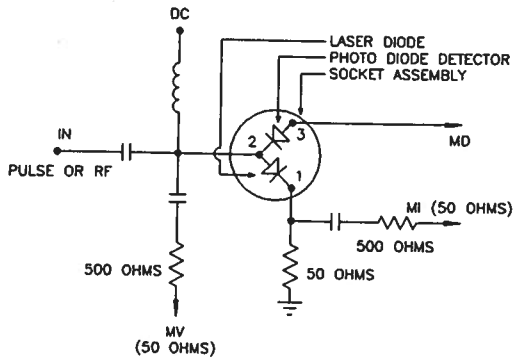 DC
LASER DIODE
PHOTO DIODE DETECTOR
SOCKET ASSEMBLY
IN
2
3
MD
PULSE OR RF
1
MI (50 OHMS)
500 OHMS
500 OHMS
50 OHMS
MV
(50 OHMS)